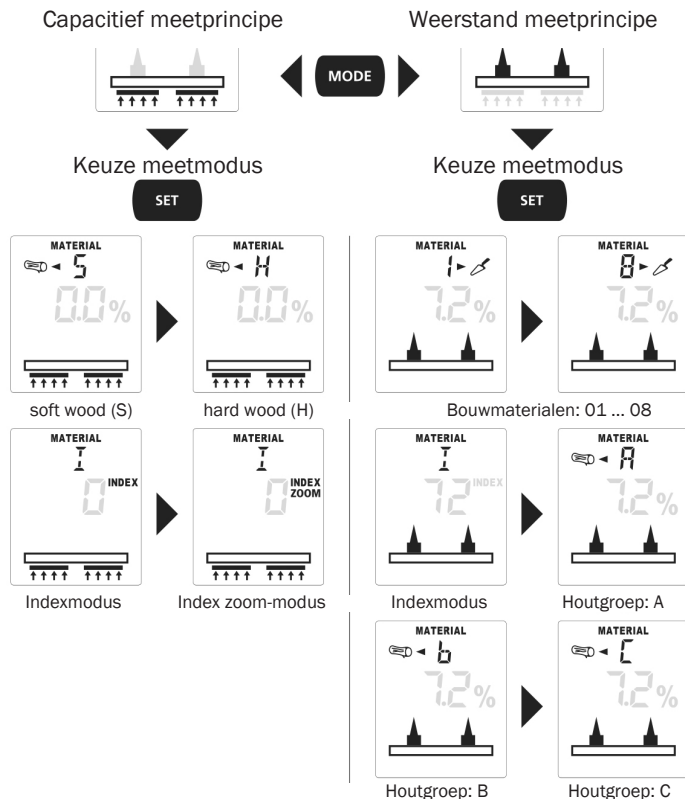 Capacitief meetprincipe
Weerstand meetprincipe
MODE
Keuze meetmodus
Keuze meetmodus
SET
SET
MATERIAL
S
0.0%
soft wood (S)
MATERIAL
H
0.0%
hard wood (H)
MATERIAL
1
7.2%
MATERIAL
8
7.2%
Bouwmaterialen: 01 ... 08
MATERIAL
I
0 INDEX
Indexmodus
MATERIAL
I
0 INDEX
ZOOM
Index zoom-modus
MATERIAL
I
72 INDEX
Indexmodus
MATERIAL
A
7.2%
Houtgroep: A
MATERIAL
b
7.2%
Houtgroep: B
MATERIAL
C
7.2%
Houtgroep: C